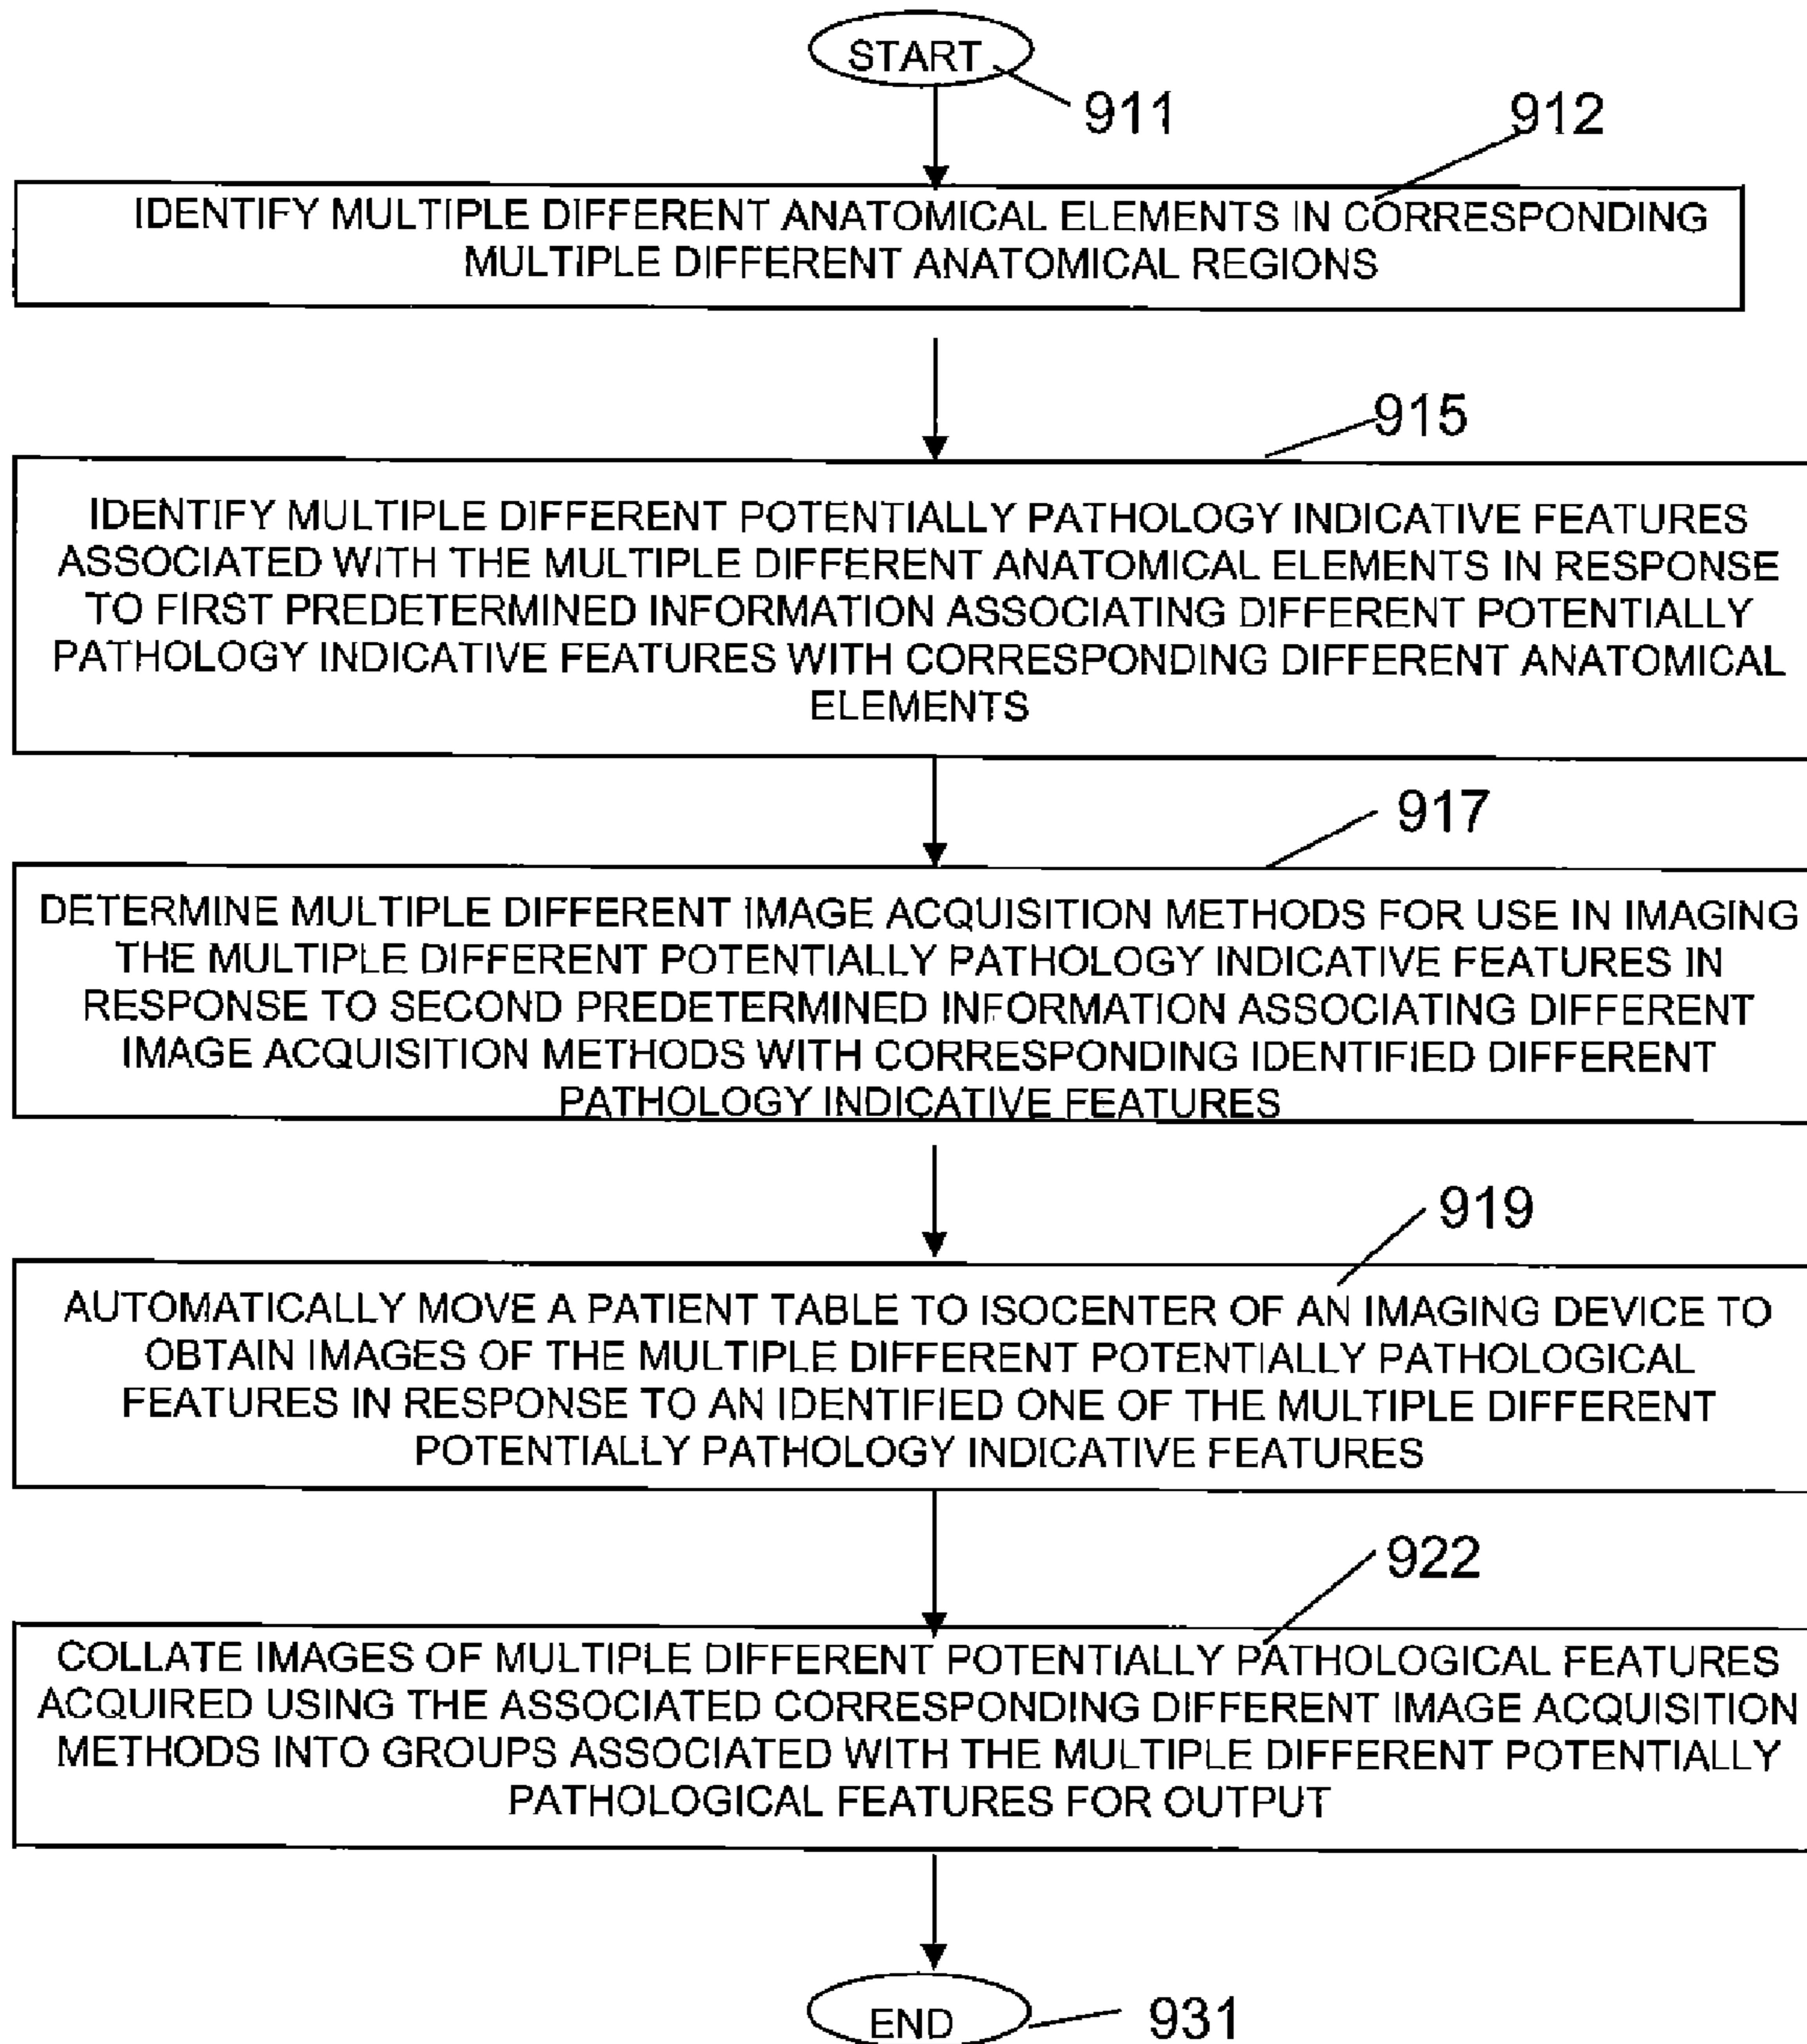 START
911
912
IDENTIFY MULTIPLE DIFFERENT ANATOMICAL ELEMENTS IN CORRESPONDING
MULTIPLE DIFFERENT ANATOMICAL REGIONS
915
IDENTIFY MULTIPLE DIFFERENT POTENTIALLY PATHOLOGY INDICATIVE FEATURES
ASSOCIATED WITH THE MULTIPLE DIFFERENT ANATOMICAL ELEMENTS IN RESPONSE
TO FIRST PREDETERMINED INFORMATION ASSOCIATING DIFFERENT POTENTIALLY
PATHOLOGY INDICATIVE FEATURES WITH CORRESPONDING DIFFERENT ANATOMICAL
ELEMENTS
917
DETERMINE MULTIPLE DIFFERENT IMAGE ACQUISITION METHODS FOR USE IN IMAGING
THE MULTIPLE DIFFERENT POTENTIALLY PATHOLOGY INDICATIVE FEATURES IN
RESPONSE TO SECOND PREDETERMINED INFORMATION ASSOCIATING DIFFERENT
IMAGE ACQUISITION METHODS WITH CORRESPONDING IDENTIFIED DIFFERENT
PATHOLOGY INDICATIVE FEATURES
919
AUTOMATICALLY MOVE A PATIENT TABLE TO ISOCENTER OF AN IMAGING DEVICE TO
OBTAIN IMAGES OF THE MULTIPLE DIFFERENT POTENTIALLY PATHOLOGICAL
FEATURES IN RESPONSE TO AN IDENTIFIED ONE OF THE MULTIPLE DIFFERENT
POTENTIALLY PATHOLOGY INDICATIVE FEATURES
922
COLLATE IMAGES OF MULTIPLE DIFFERENT POTENTIALLY PATHOLOGICAL FEATURES
ACQUIRED USING THE ASSOCIATED CORRESPONDING DIFFERENT IMAGE ACQUISITION
METHODS INTO GROUPS ASSOCIATED WITH THE MULTIPLE DIFFERENT POTENTIALLY
PATHOLOGICAL FEATURES FOR OUTPUT
END
931